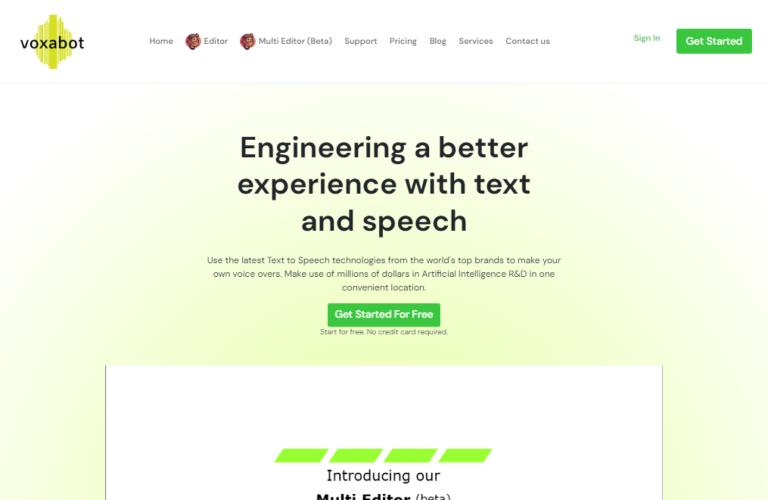 voxabot
Home Editor Multi Editor (Beta) Support Pricing Blog Services Contact us
Sign In
Get Started
Engineering a better
experience with text
and speech
Use the latest Text to Speech technologies from the world's top brands to make your
own voice overs. Make use of millions of dollars in Artificial Intelligence R&D in one
convenient location.
Get Started For Free
Start for free. No credit card required.
Introducing our
Multi Editor (beta)